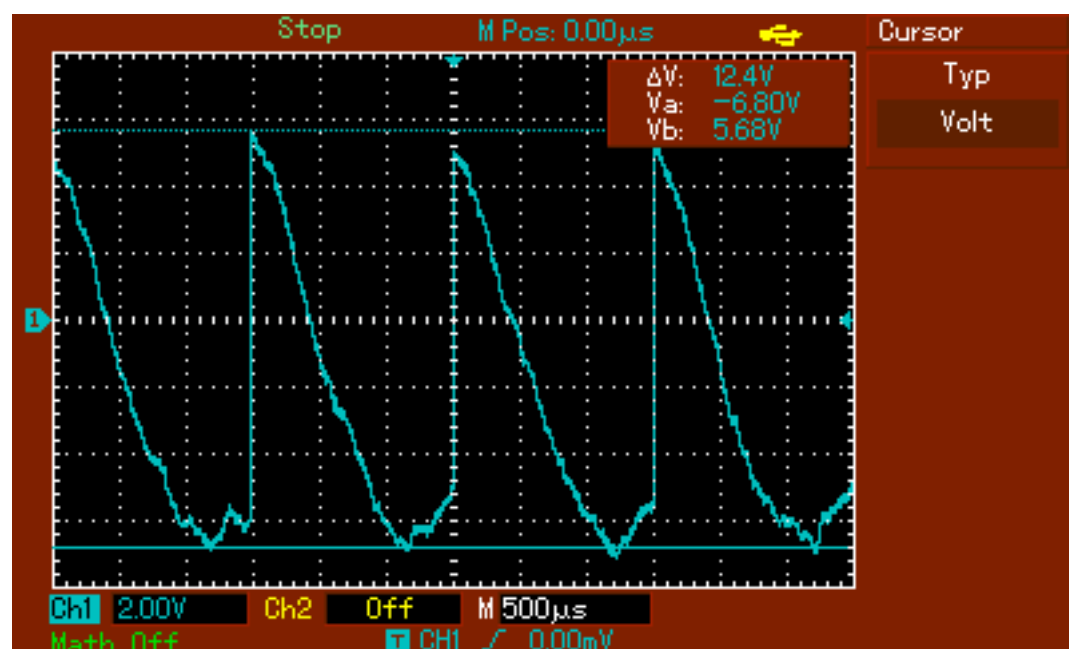 Stop M Pos: 0.00µs Cursor
ΔV: 12.4V
Va: -6.80V
Vb: 5.68V
Typ
Volt
1
Ch1 2.00V Ch2 Off M 500µs
Math Off T CH1 0.00mV